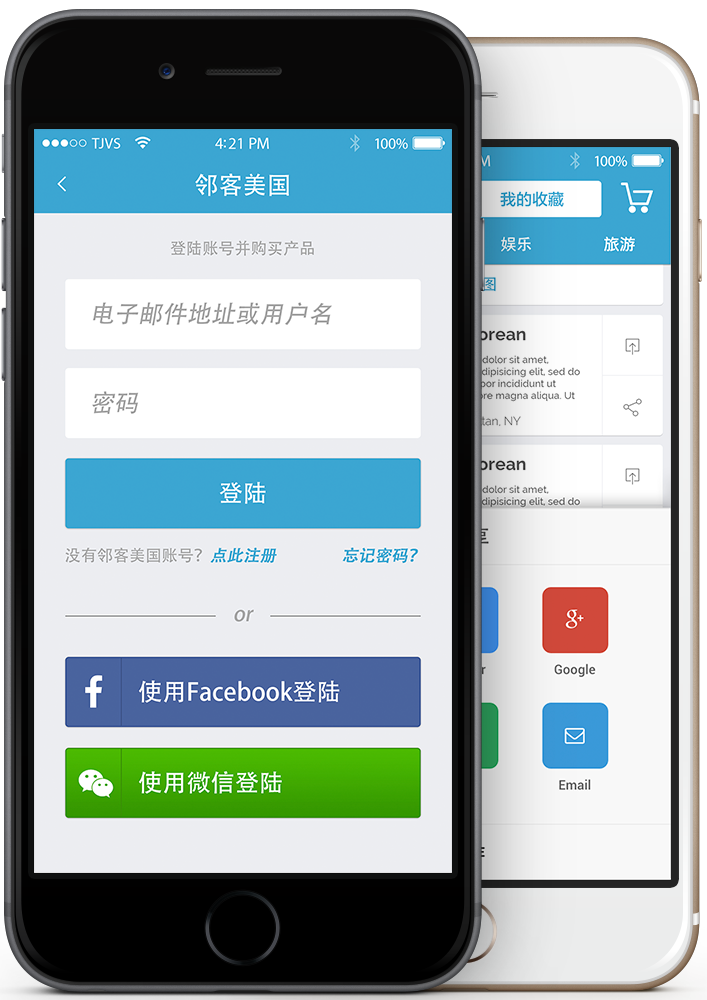 TJVS 4:21 PM 100%
邻客美国
登陆账号并购买产品
电子邮件地址或用户名
密码
登陆
没有邻客美国账号？点此注册 忘记密码？
or
f 使用Facebook登陆
使用微信登陆
M 100%
我的收藏
娱乐 旅游
图
orean
dolor sit amet,
dipisicing elit, sed do
por incididunt ut
ore magna aliqua. Ut
tan, NY
orean
dolor sit amet,
dipisicing elit, sed do
享
r
g+
Google
Email